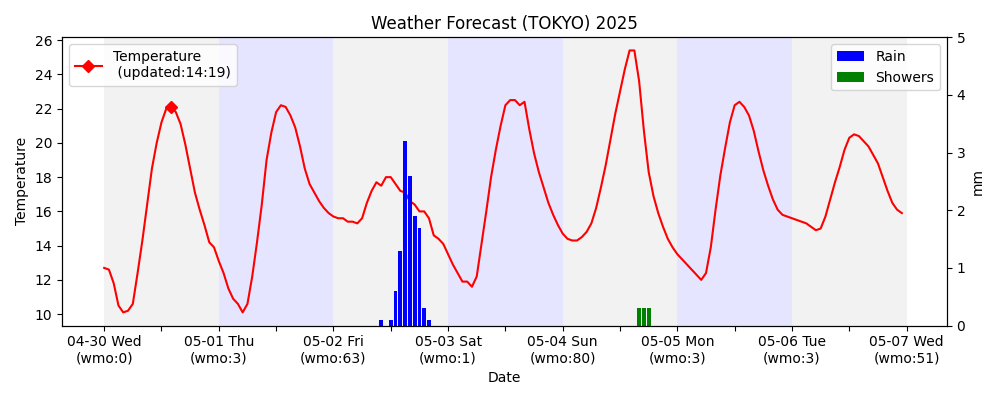 Weather Forecast (TOKYO) 2025
Temperature
(updated:14:19)
Rain
Showers
26
24
22
20
18
16
14
12
10
Temperature
5
4
3
2
1
0
mm
04-30 Wed
(wmo:0)
05-01 Thu
(wmo:3)
05-02 Fri
(wmo:63)
05-03 Sat
(wmo:1)
05-04 Sun
(wmo:80)
05-05 Mon
(wmo:3)
05-06 Tue
(wmo:3)
05-07 Wed
(wmo:51)
Date